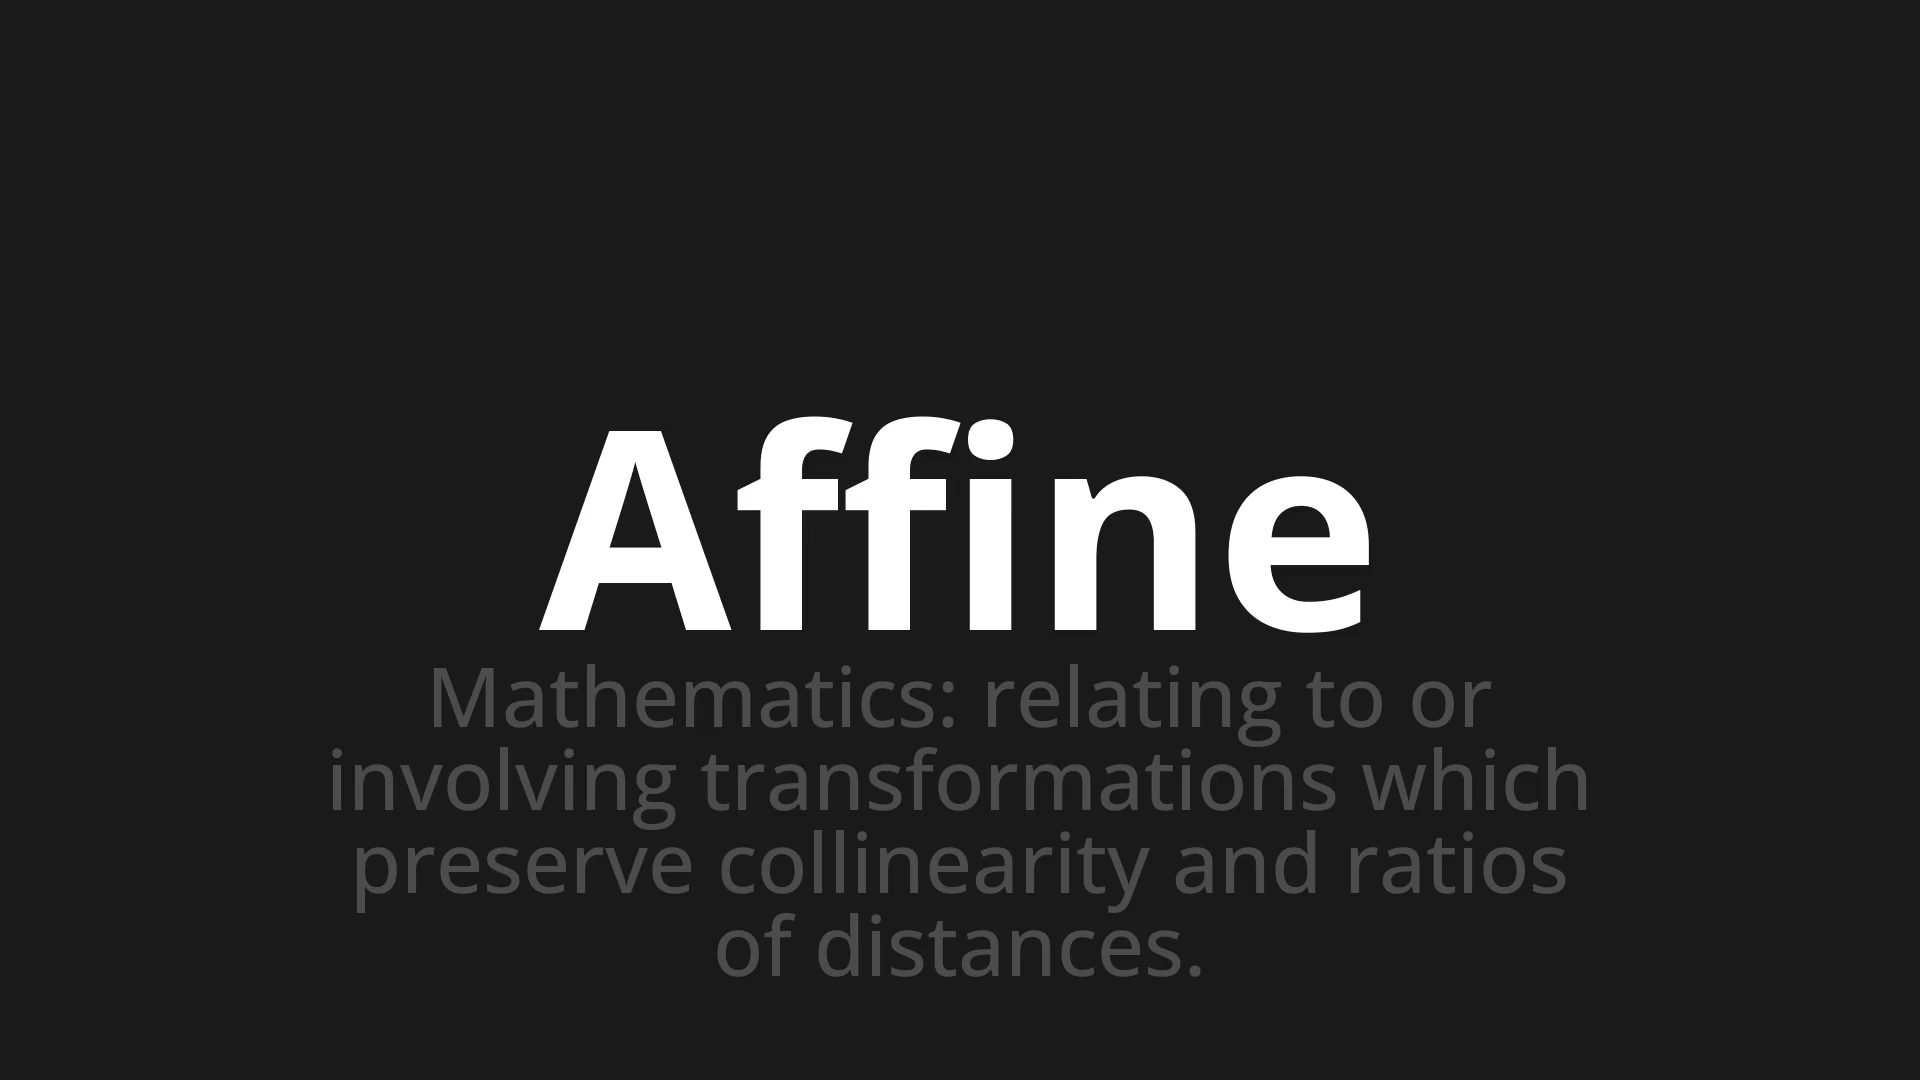 Affine
Mathematics: relating to or
involving transformations which
preserve collinearity and ratios
of distances.